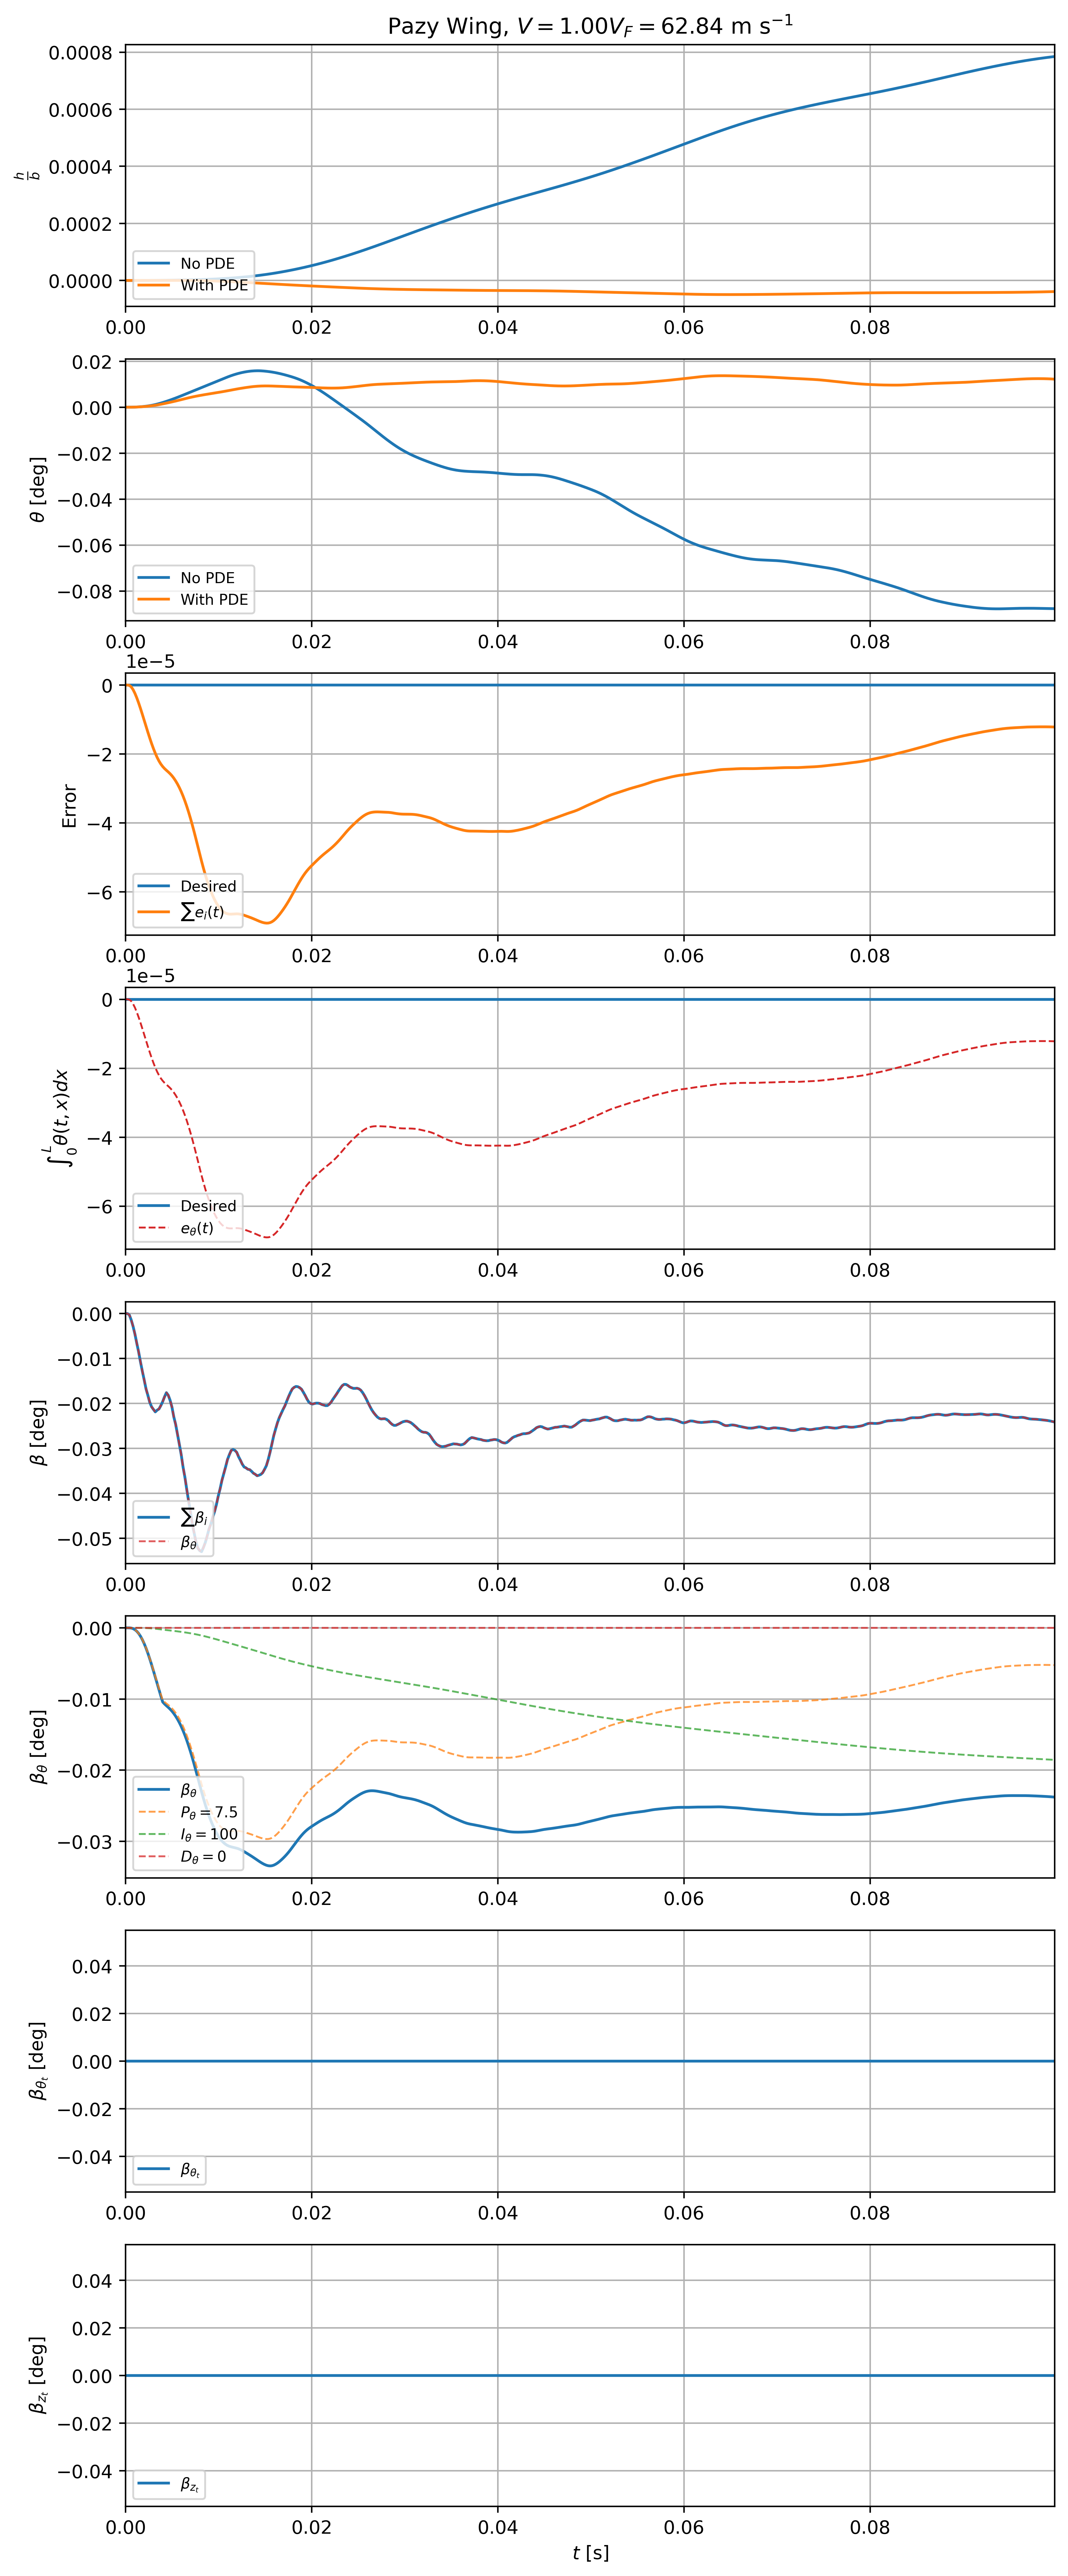 Pazy Wing, V = 1.00V_F = 62.84 m s⁻¹
0.0008
0.0006
0.0004
0.0002
0.0000
h/b
No PDE
With PDE
0.00 0.02 0.04 0.06 0.08
0.02
0.00
−0.02
−0.04
−0.06
−0.08
θ [deg]
No PDE
With PDE
0.00 0.02 0.04 0.06 0.08
1e−5
0
−2
−4
−6
Error
Desired
∑e_i(t)
0.00 0.02 0.04 0.06 0.08
1e−5
0
−2
−4
−6
∫₀ᴸ θ(t, x)dx
Desired
e_θ(t)
0.00 0.02 0.04 0.06 0.08
0.00
−0.01
−0.02
−0.03
−0.04
−0.05
β [deg]
∑β_i
β_θ
0.00 0.02 0.04 0.06 0.08
0.00
−0.01
−0.02
−0.03
β_θ [deg]
β_θ
P_θ = 7.5
I_θ = 100
D_θ = 0
0.00 0.02 0.04 0.06 0.08
0.04
0.02
0.00
−0.02
−0.04
β_{θ_t} [deg]
β_{θ_t}
0.00 0.02 0.04 0.06 0.08
0.04
0.02
0.00
−0.02
−0.04
β_{z_t} [deg]
β_{z_t}
0.00 0.02 0.04 0.06 0.08
t [s]